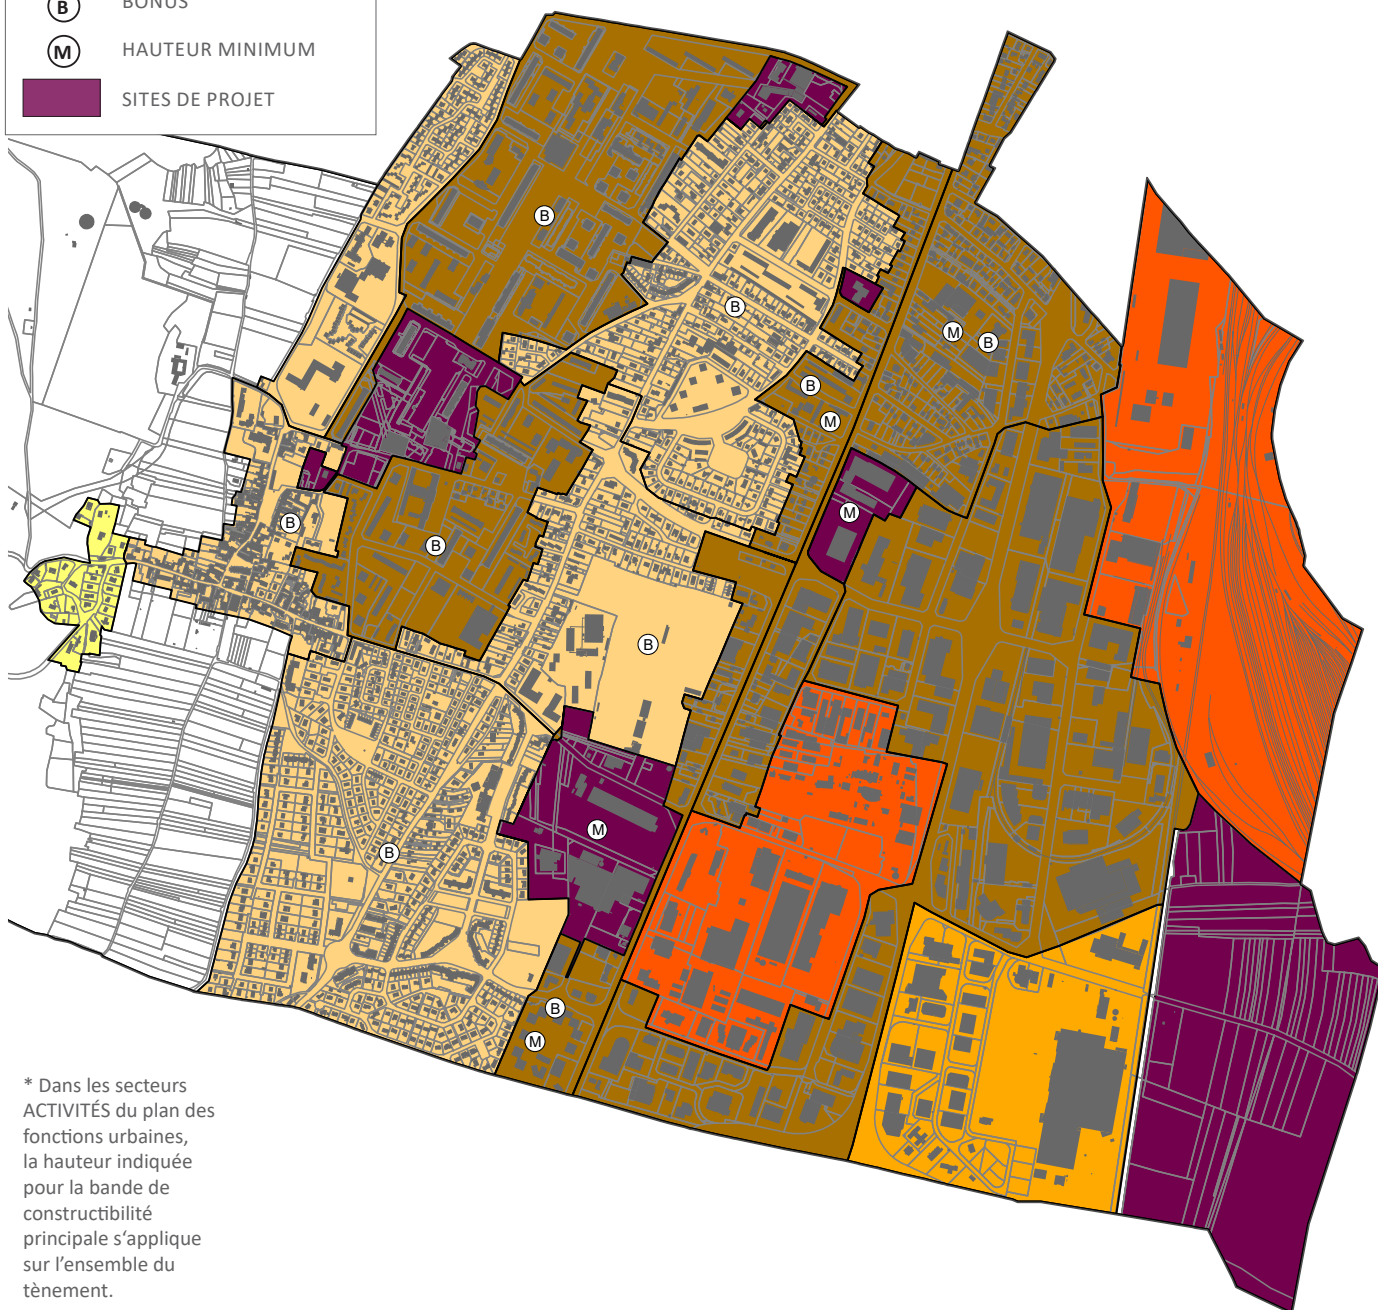 B BONUS
M HAUTEUR MINIMUM
SITES DE PROJET
B
B
M
B
B
M
M
B
B
B
M
B
B
M
* Dans les secteurs
ACTIVITÉS du plan des
fonctions urbaines,
la hauteur indiquée
pour la bande de
constructibilité
principale s‘applique
sur l’ensemble du
tènement.